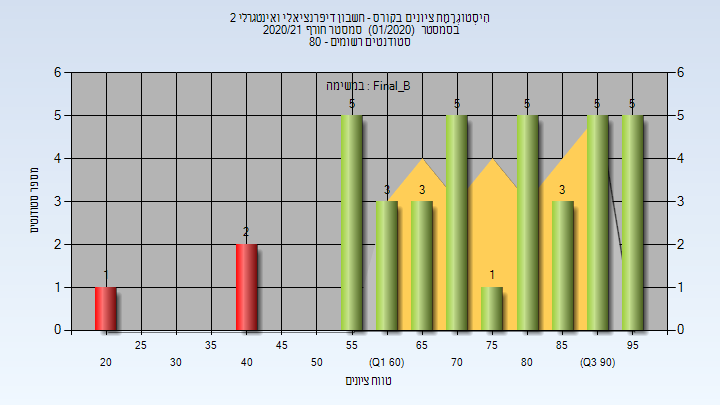 היסטוגרמת ציונים בקורס - חשבון דיפרנציאלי ואינטגרלי 2
בסמסטר (01/2020) סמסטר חורף 2020/21
סטודנטים רשומים - 80
במשימה : Final_B
6 6
5 5
4 4
3 3
2 2
1 1
0 0
1 2 5 3 3 5 1 5 3 5 5
מספר סטודנטים
25 35 45 55 65 75 85 95
20 30 40 50 (Q1 60) 70 80 (Q3 90)
טווח ציונים